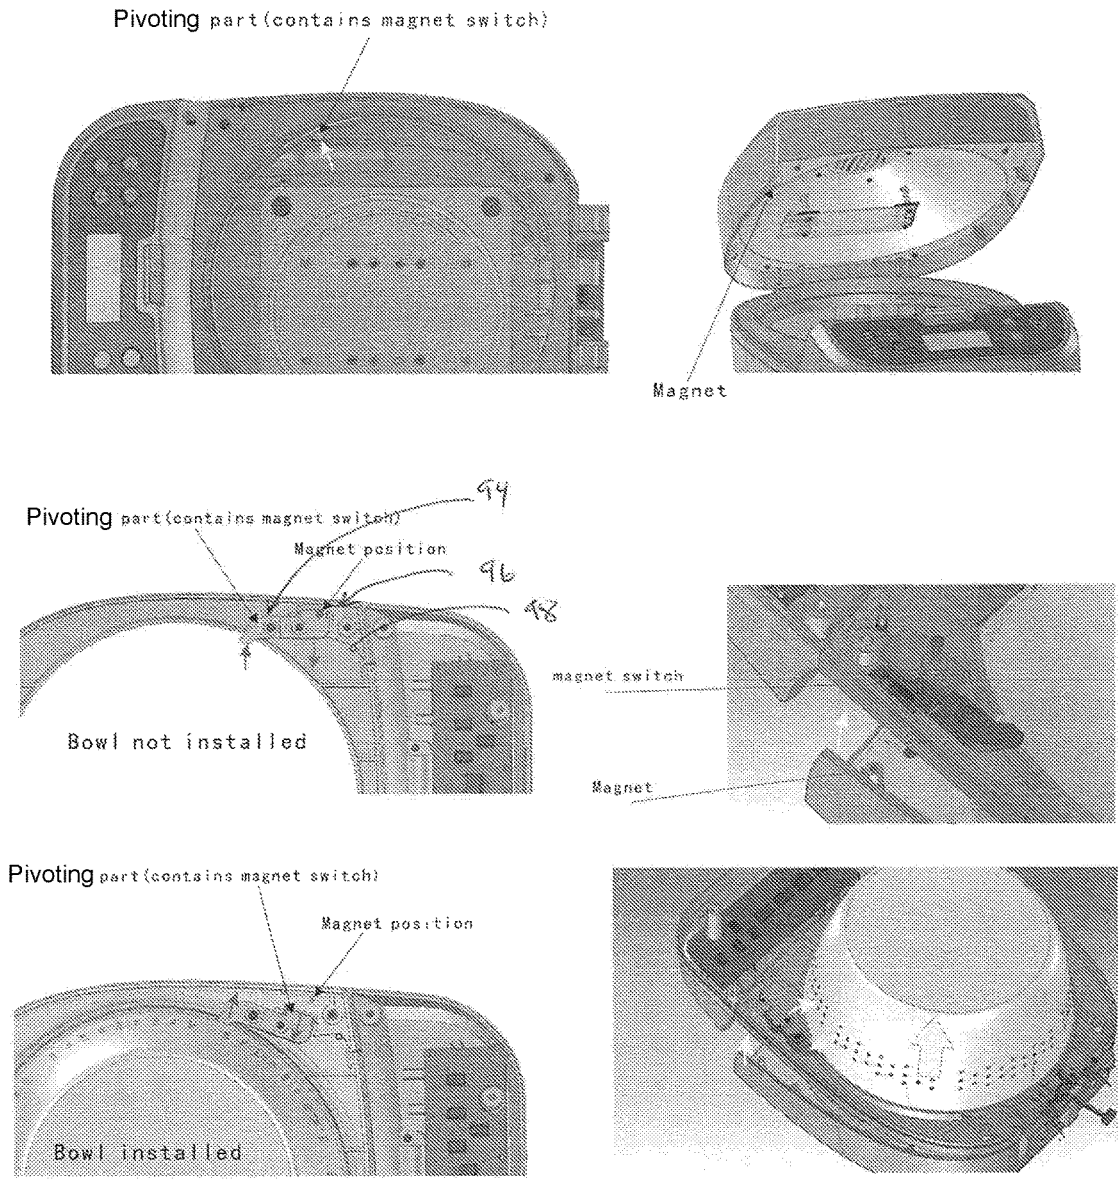 Pivoting part(contains magnet switch)
Magnet
94
Pivoting part(contains magnet switch)
Magnet position
96
98
magnet switch
Bowl not installed
Magnet
Pivoting part(contains magnet switch)
Magnet position
Bowl installed